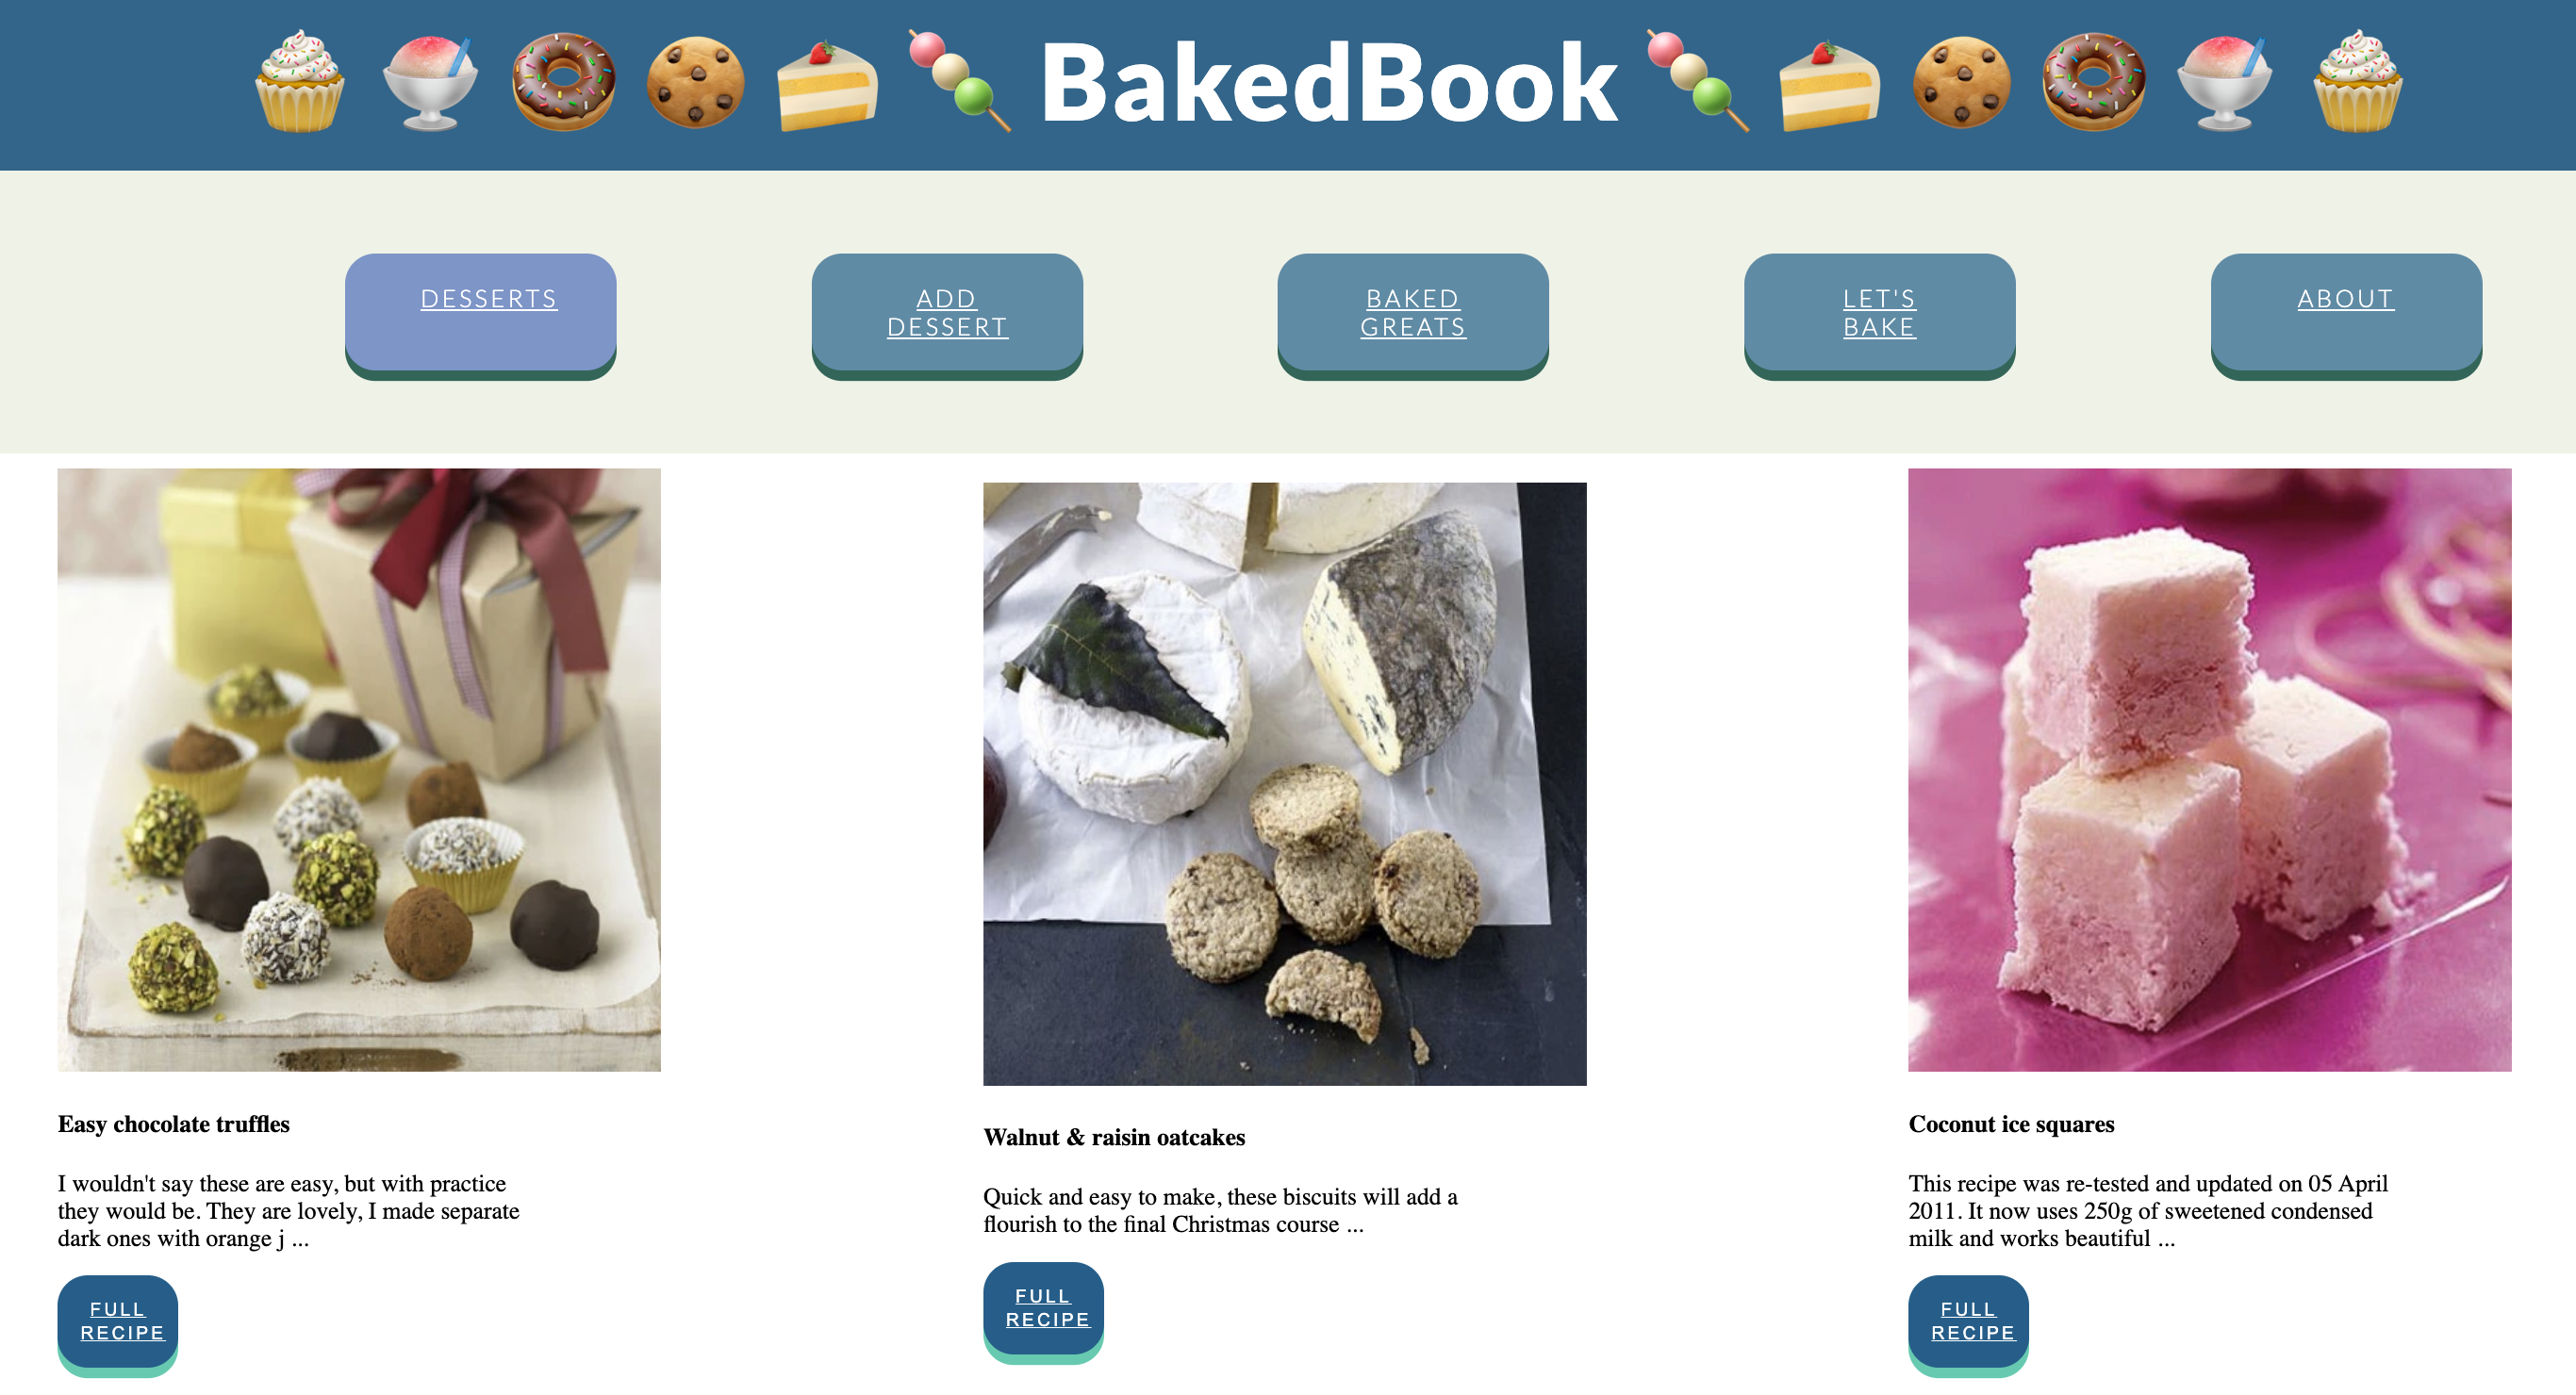 BakedBook
DESSERTS
ADD
DESSERT
BAKED
GREATS
LET'S
BAKE
ABOUT
Easy chocolate truffles
I wouldn't say these are easy, but with practice
they would be. They are lovely, I made separate
dark ones with orange j ...
FULL
RECIPE
Walnut & raisin oatcakes
Quick and easy to make, these biscuits will add a
flourish to the final Christmas course ...
FULL
RECIPE
Coconut ice squares
This recipe was re-tested and updated on 05 April
2011. It now uses 250g of sweetened condensed
milk and works beautiful ...
FULL
RECIPE